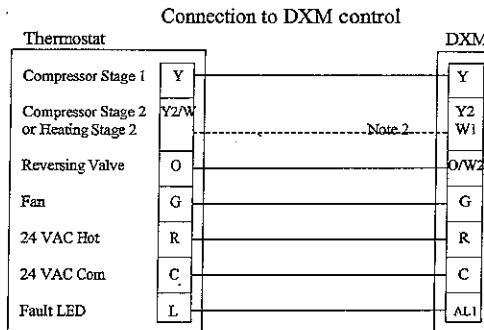 Connection to DXM control
Thermostat DXM
Compressor Stage 1 Y Y
Compressor Stage 2 Y2/W Y2
or Heating Stage 2 Note 2 W1
Reversing Valve O O/W2
Fan G G
24 VAC Hot R R
24 VAC Com C C
Fault LED L AL1